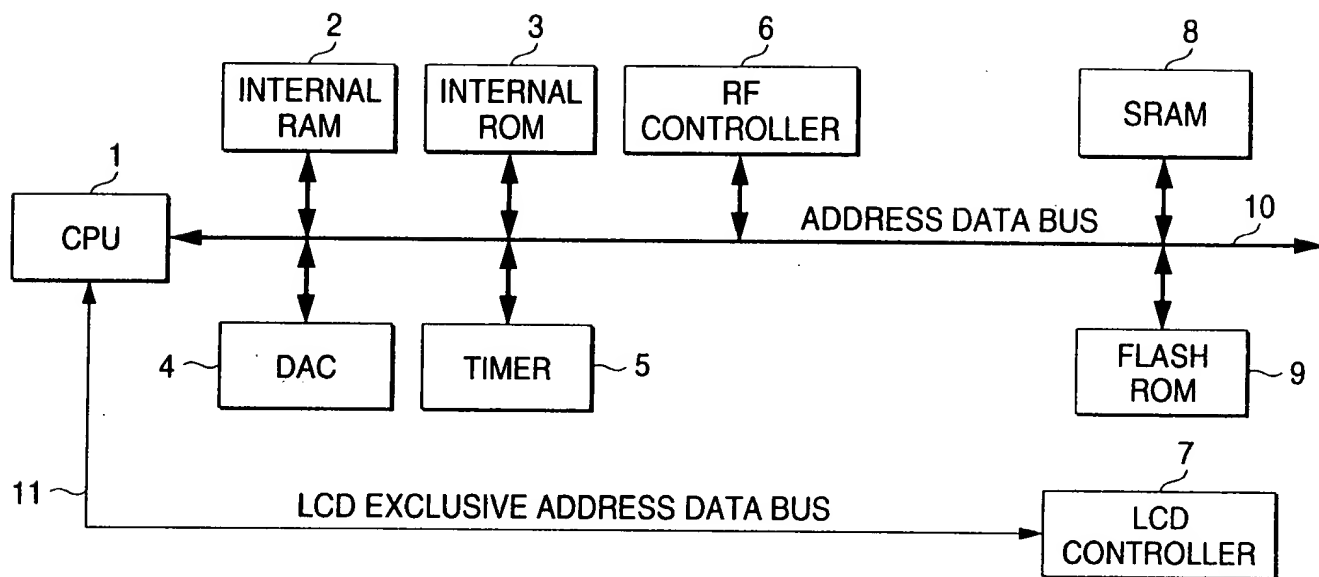 2
3
6
8
INTERNAL
RAM
INTERNAL
ROM
RF
CONTROLLER
SRAM
1
CPU
ADDRESS DATA BUS
10
4
DAC
TIMER
5
FLASH
ROM
9
7
11
LCD EXCLUSIVE ADDRESS DATA BUS
LCD
CONTROLLER